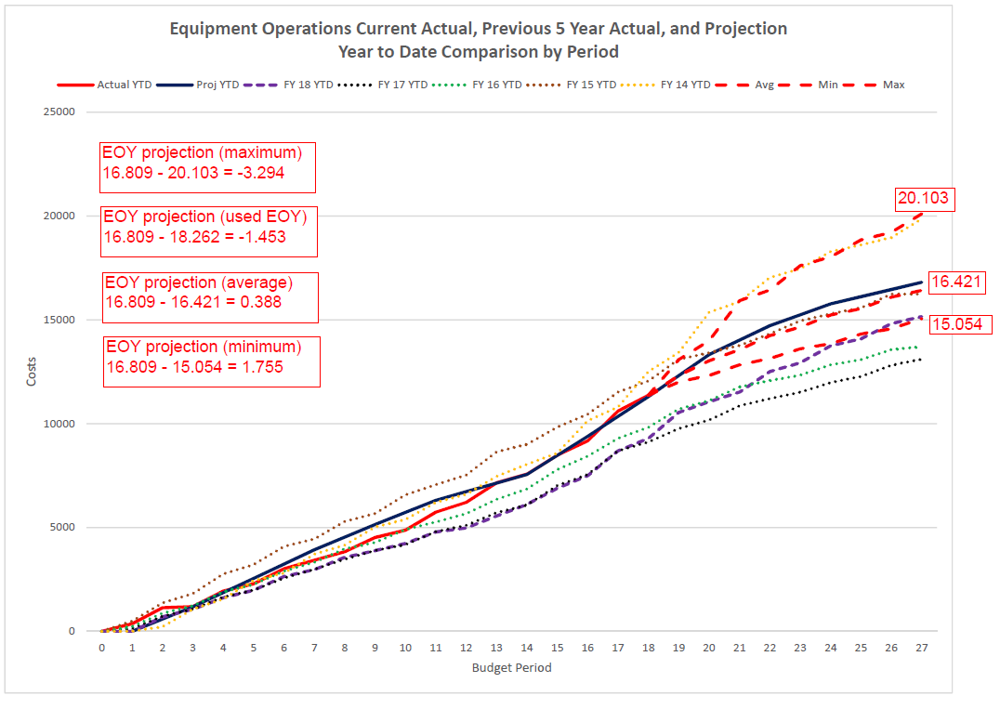 Equipment Operations Current Actual, Previous 5 Year Actual, and Projection
Year to Date Comparison by Period
Actual YTD Proj YTD FY 18 YTD FY 17 YTD FY 16 YTD FY 15 YTD FY 14 YTD Avg Min Max
25000
EOY projection (maximum)
16.809 - 20.103 = -3.294
20.103
20000
EOY projection (used EOY)
16.809 - 18.262 = -1.453
EOY projection (average)
16.809 - 16.421 = 0.388
16.421
15000
15.054
EOY projection (minimum)
16.809 - 15.054 = 1.755
Costs
10000
5000
0
0 1 2 3 4 5 6 7 8 9 10 11 12 13 14 15 16 17 18 19 20 21 22 23 24 25 26 27
Budget Period